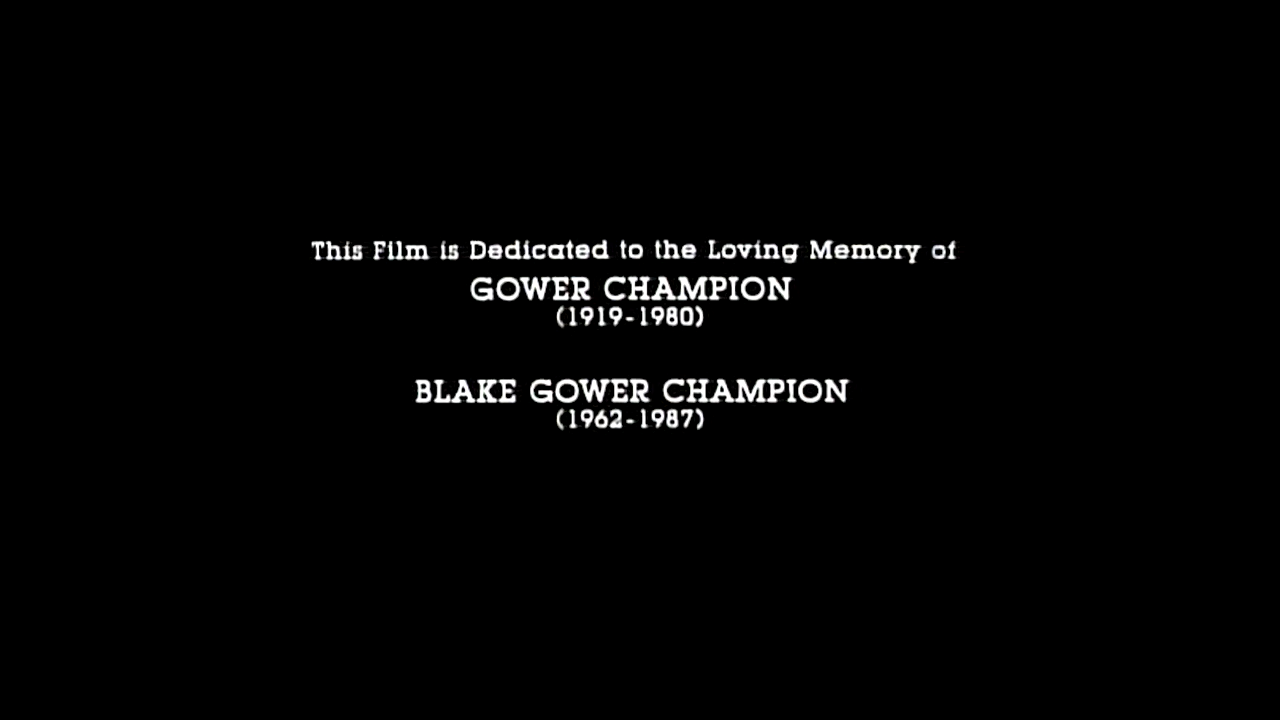 This Film is Dedicated to the Loving Memory of
GOWER CHAMPION
(1919-1980)
BLAKE GOWER CHAMPION
(1962-1987)